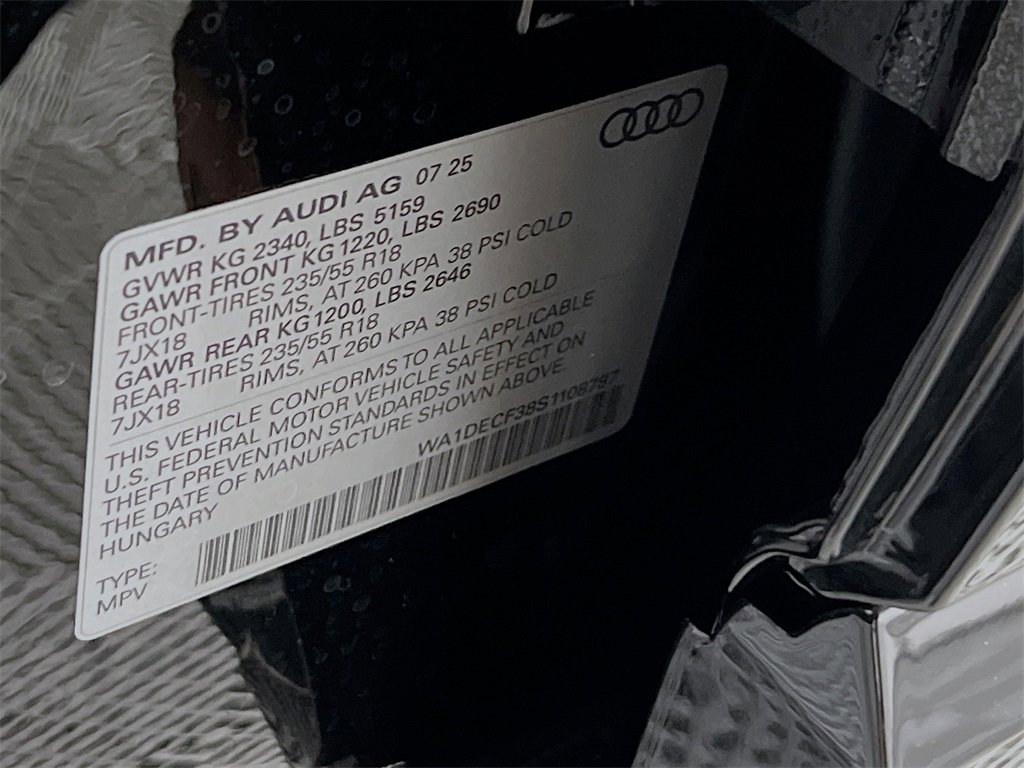 MFD. BY AUDI AG 07 25
GVWR KG 2340, LBS 5159
GAWR FRONT KG 1220, LBS 2690
FRONT-TIRES 235/55 R18
7JX18 RIMS, AT 260 KPA 38 PSI COLD
GAWR REAR KG 1200, LBS 2646
REAR-TIRES 235/55 R18
7JX18 RIMS, AT 260 KPA 38 PSI COLD
THIS VEHICLE CONFORMS TO ALL APPLICABLE
U.S. FEDERAL MOTOR VEHICLE SAFETY AND
THEFT PREVENTION STANDARDS IN EFFECT ON
THE DATE OF MANUFACTURE SHOWN ABOVE.
HUNGARY
WA1DECF38S1108787
TYPE:
MPV